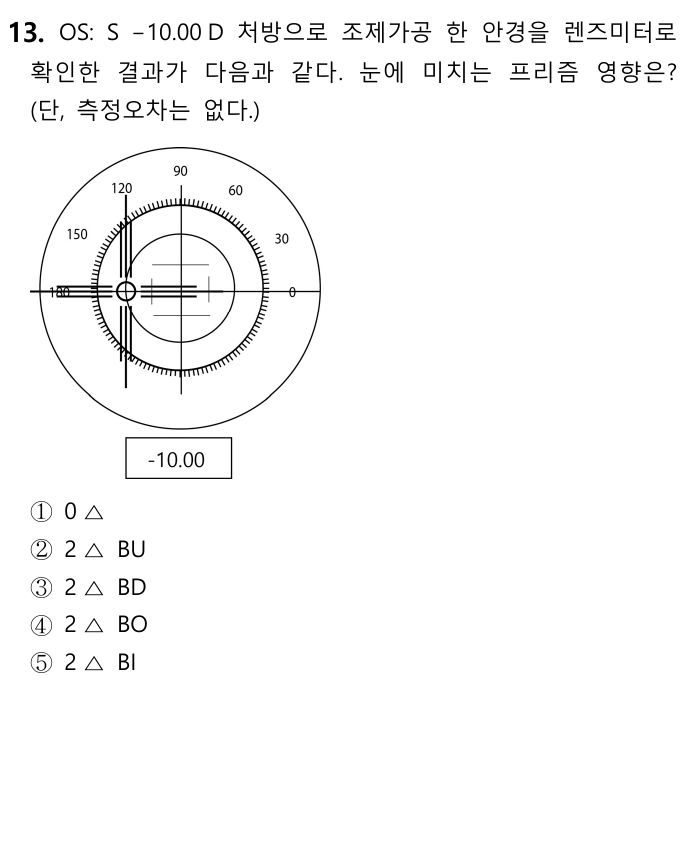 13. OS: S –10.00 D 처방으로 조제가공 한 안경을 렌즈미터로
확인한 결과가 다음과 같다. 눈에 미치는 프리즘 영향은?
(단, 측정오차는 없다.)
90
120
60
150
30
180
0
-10.00
① 0 △
② 2 △ BU
③ 2 △ BD
④ 2 △ BO
⑤ 2 △ BI